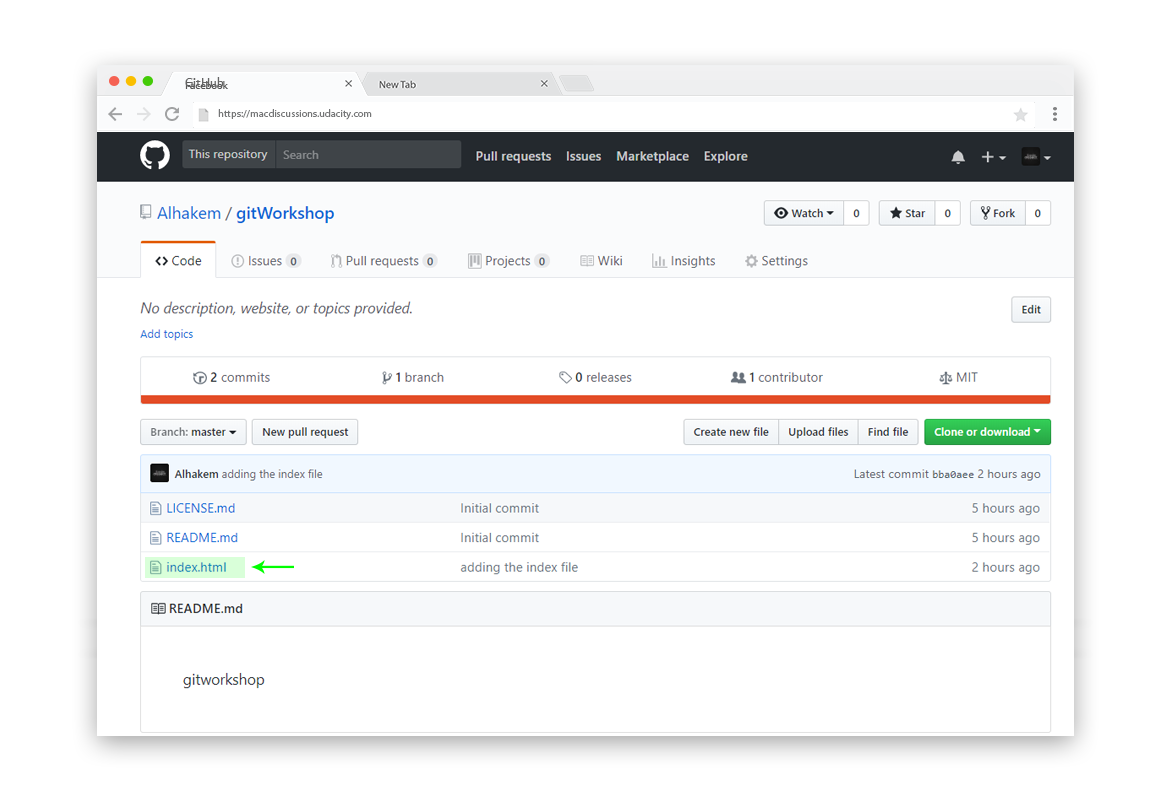 GitHub
Facebook
New Tab
https://macdiscussions.udacity.com
This repository Search Pull requests Issues Marketplace Explore
Alhakem / gitWorkshop Watch 0 Star 0 Fork 0
Code Issues 0 Pull requests 0 Projects 0 Wiki Insights Settings
No description, website, or topics provided. Edit
Add topics
2 commits 1 branch 0 releases 1 contributor MIT
Branch: master New pull request Create new file Upload files Find file Clone or download
Alhakem adding the index file Latest commit bba0aee 2 hours ago
LICENSE.md Initial commit 5 hours ago
README.md Initial commit 5 hours ago
index.html adding the index file 2 hours ago
README.md
gitworkshop